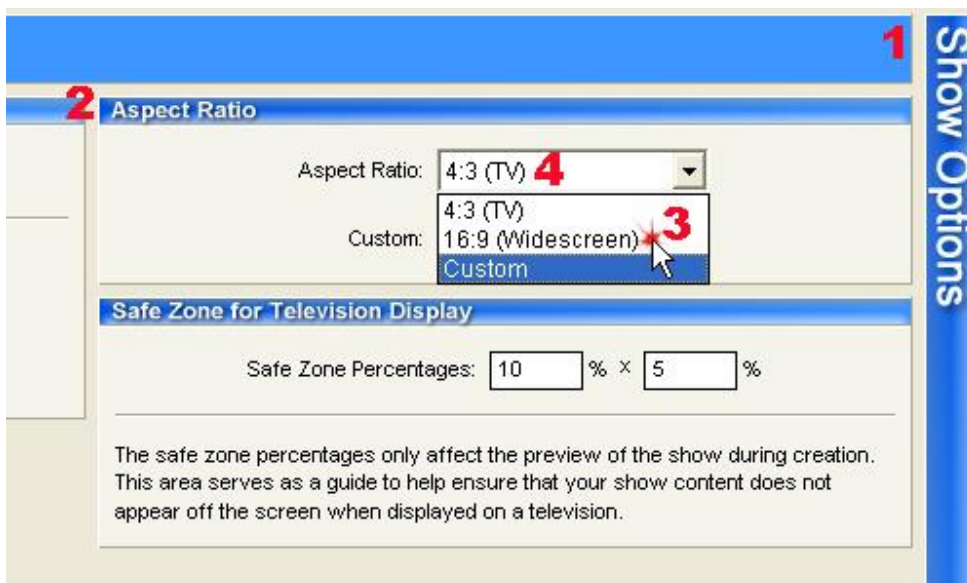 1
Show Options
2 Aspect Ratio
Aspect Ratio: 4:3 (TV) 4
4:3 (TV)
Custom: 16:9 (Widescreen) 3
Custom
Safe Zone for Television Display
Safe Zone Percentages: 10 % x 5 %
The safe zone percentages only affect the preview of the show during creation.
This area serves as a guide to help ensure that your show content does not
appear off the screen when displayed on a television.